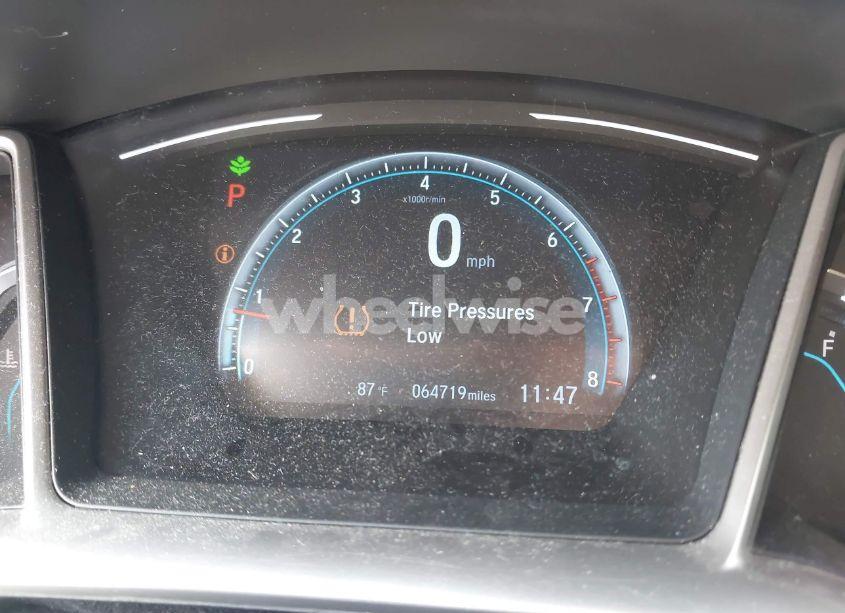 P
4
3
5
x1000r/min
2
0 mph
6
1
wheelwise
7
Tire Pressures
Low
0
8
87 °F 064719 miles 11:47
F